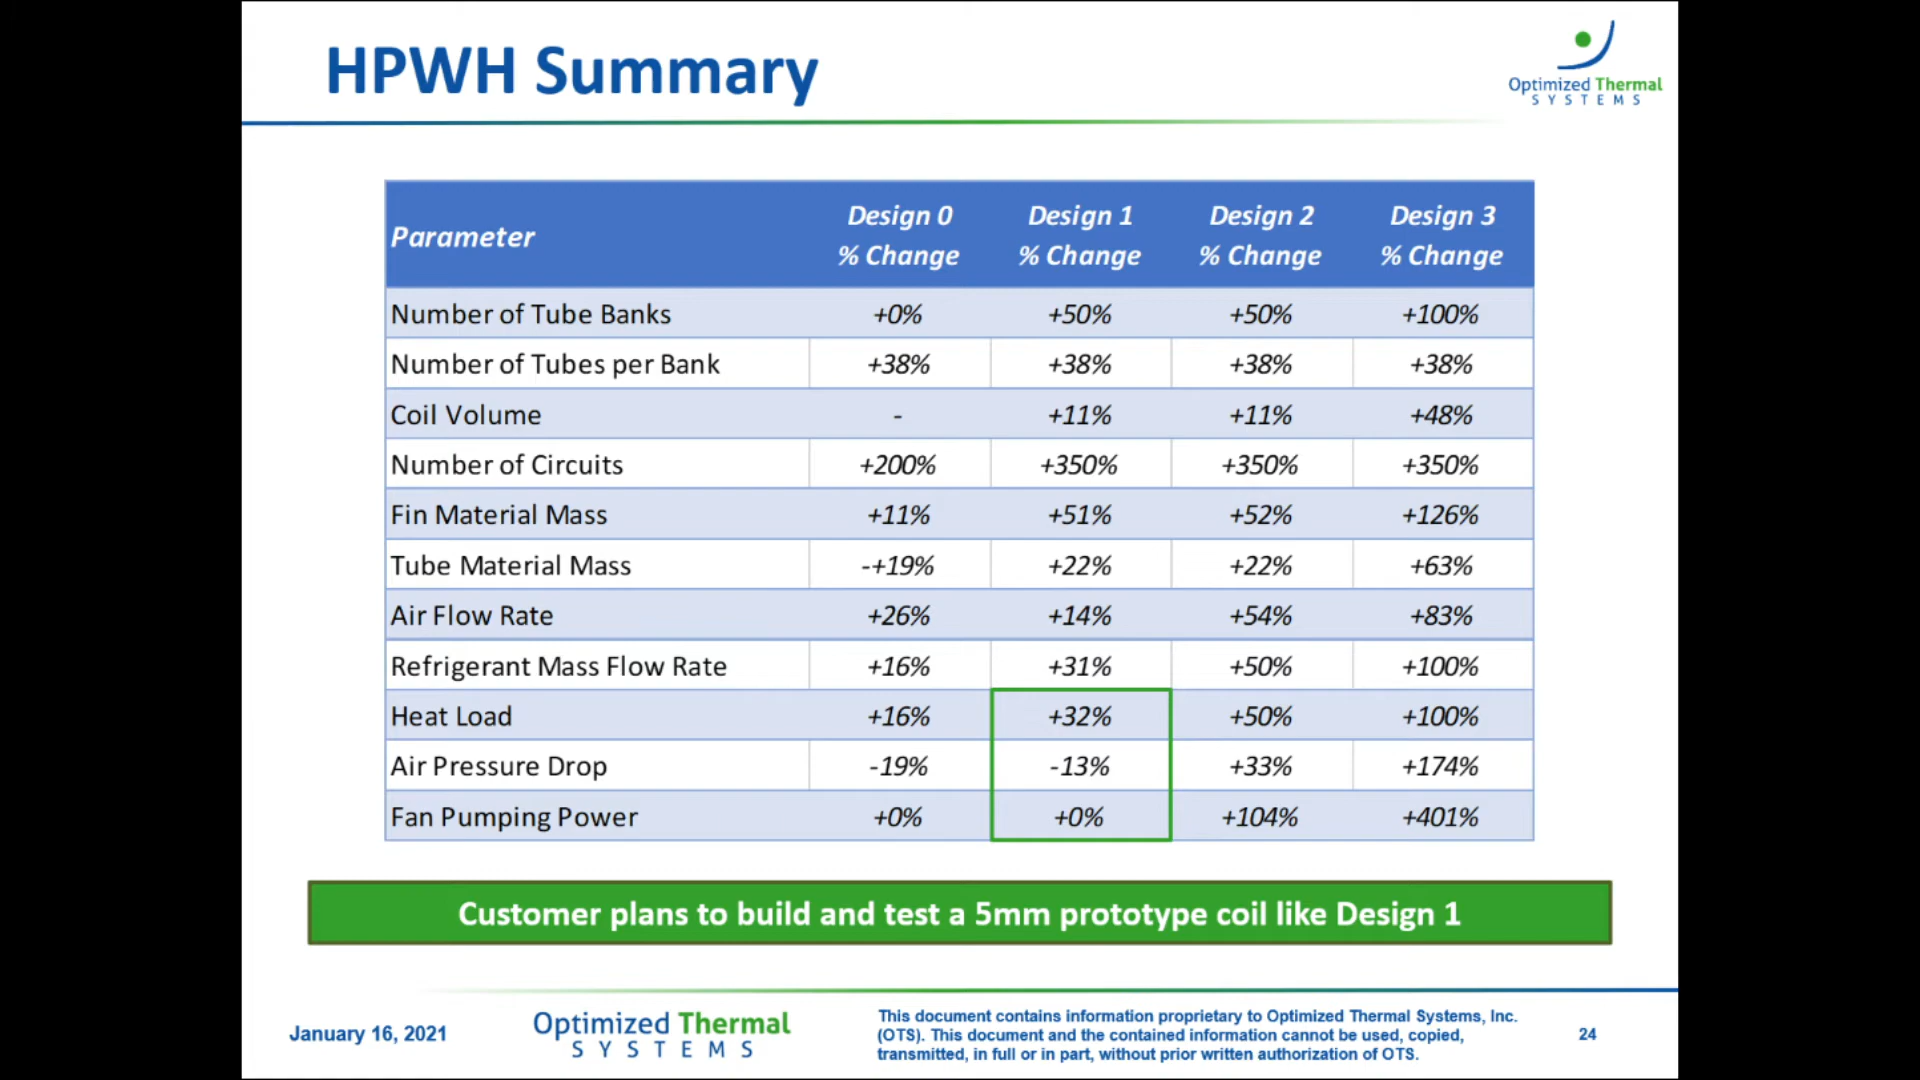 HPWH Summary
Optimized Thermal
SYSTEMS
Parameter Design 0 % Change Design 1 % Change Design 2 % Change Design 3 % Change
Number of Tube Banks +0% +50% +50% +100%
Number of Tubes per Bank +38% +38% +38% +38%
Coil Volume - +11% +11% +48%
Number of Circuits +200% +350% +350% +350%
Fin Material Mass +11% +51% +52% +126%
Tube Material Mass -+19% +22% +22% +63%
Air Flow Rate +26% +14% +54% +83%
Refrigerant Mass Flow Rate +16% +31% +50% +100%
Heat Load +16% +32% +50% +100%
Air Pressure Drop -19% -13% +33% +174%
Fan Pumping Power +0% +0% +104% +401%
Customer plans to build and test a 5mm prototype coil like Design 1
January 16, 2021
Optimized Thermal
SYSTEMS
This document contains information proprietary to Optimized Thermal Systems, Inc.
(OTS). This document and the contained information cannot be used, copied,
transmitted, in full or in part, without prior written authorization of OTS.
24